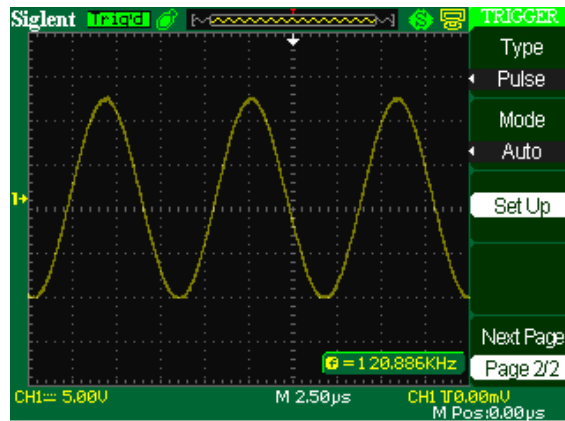 Siglent Trig'd S TRIGGER
Type
Pulse
Mode
Auto
1
Set Up
Next Page
Page 2/2
f=120.886KHz
CH1 5.00V M 2.50µs CH1 0.00mV
M Pos:0.00µs